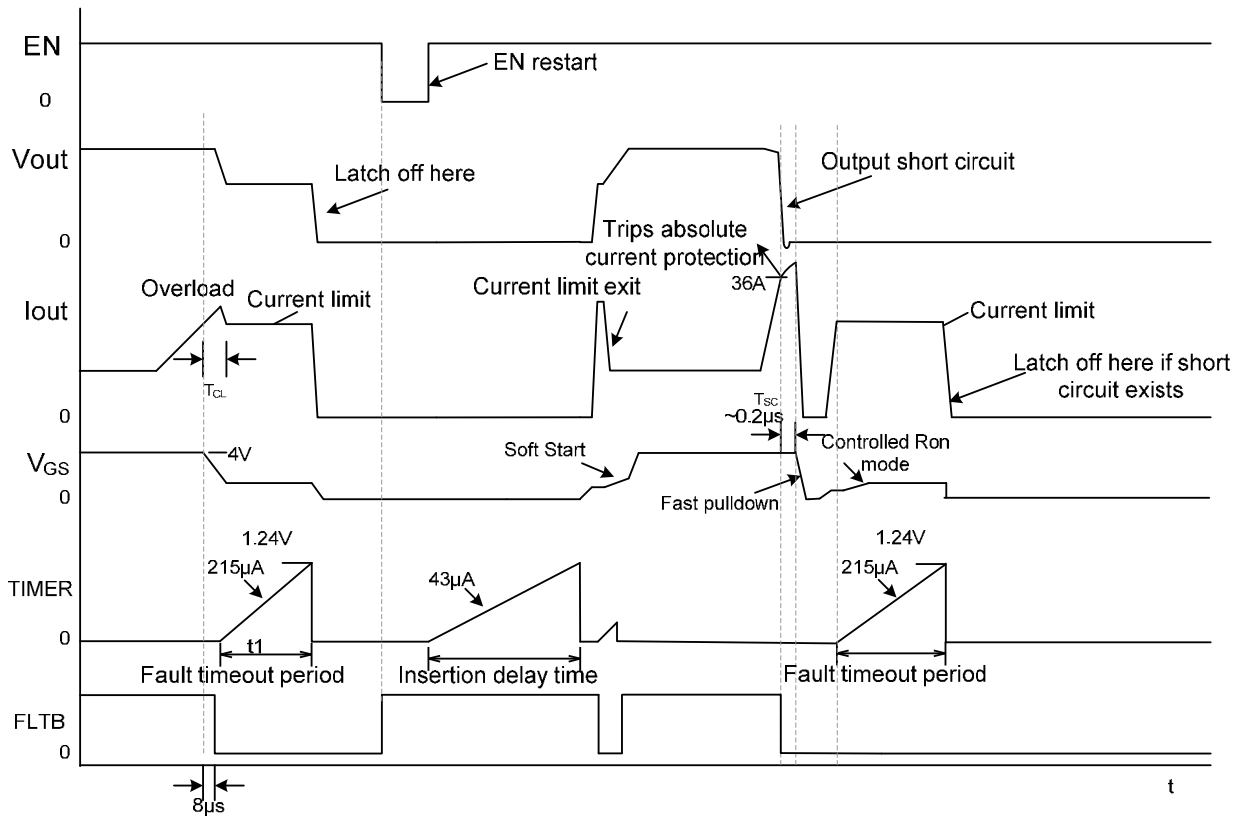 EN
EN restart
0
Vout
Output short circuit
Latch off here
0
Trips absolute
current protection
36A
Overload
Current limit
Current limit exit
Iout
Current limit
Latch off here if short
circuit exists
TCL
TSC
~0.2µs
0
Soft Start
Controlled Ron
mode
VGS
4V
0
Fast pulldown
1.24V
1.24V
215µA
43µA
215µA
TIMER
0
t1
Fault timeout period
Insertion delay time
Fault timeout period
FLTB
0
t
8µs